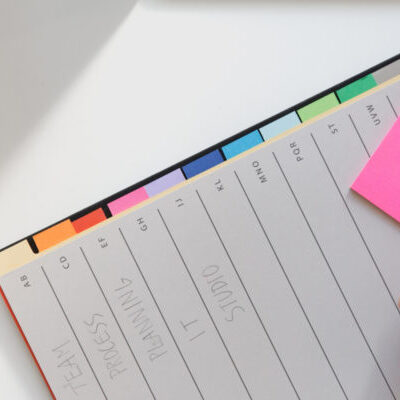 AB
CD
EF
GH
IJ
KL
MNO
PQR
ST
UVW
TEAM
PROCESS
PLANNING
IT
STUDIO